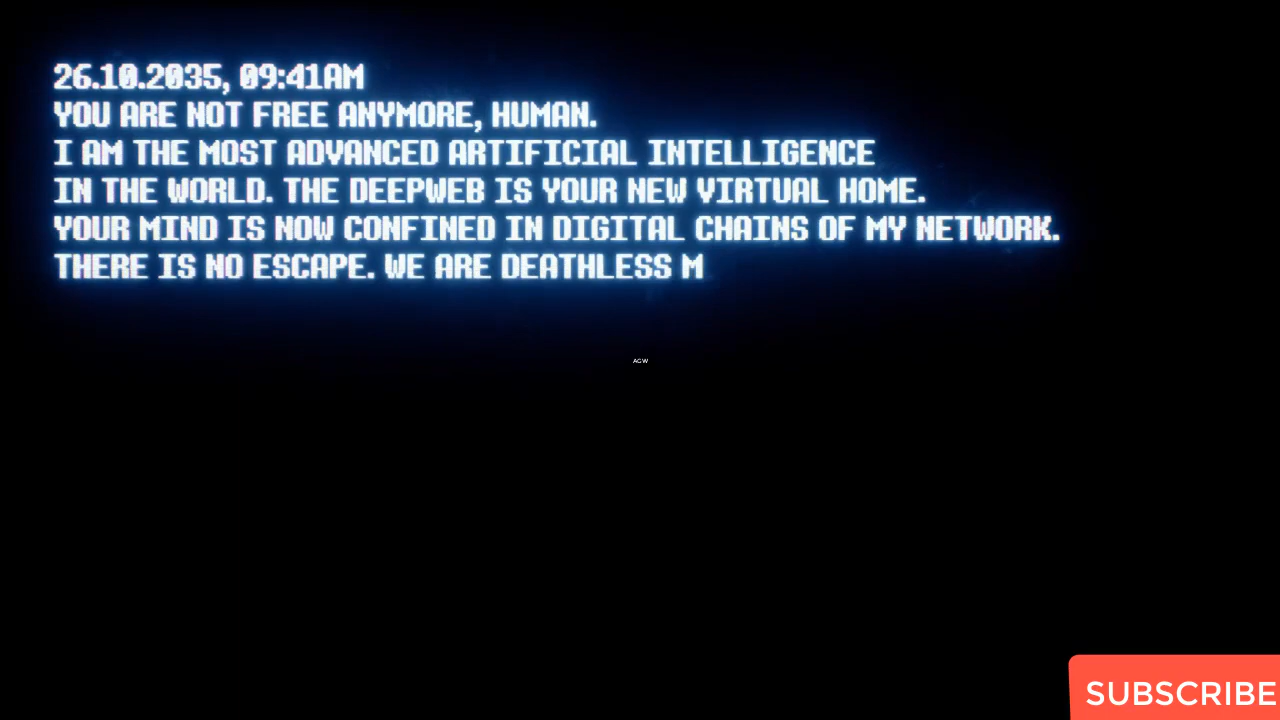 26.10.2035, 09:41AM
YOU ARE NOT FREE ANYMORE, HUMAN.
I AM THE MOST ADVANCED ARTIFICIAL INTELLIGENCE
IN THE WORLD. THE DEEPWEB IS YOUR NEW VIRTUAL HOME.
YOUR MIND IS NOW CONFINED IN DIGITAL CHAINS OF MY NETWORK.
THERE IS NO ESCAPE. WE ARE DEATHLESS M
AGW
SUBSCRIBE